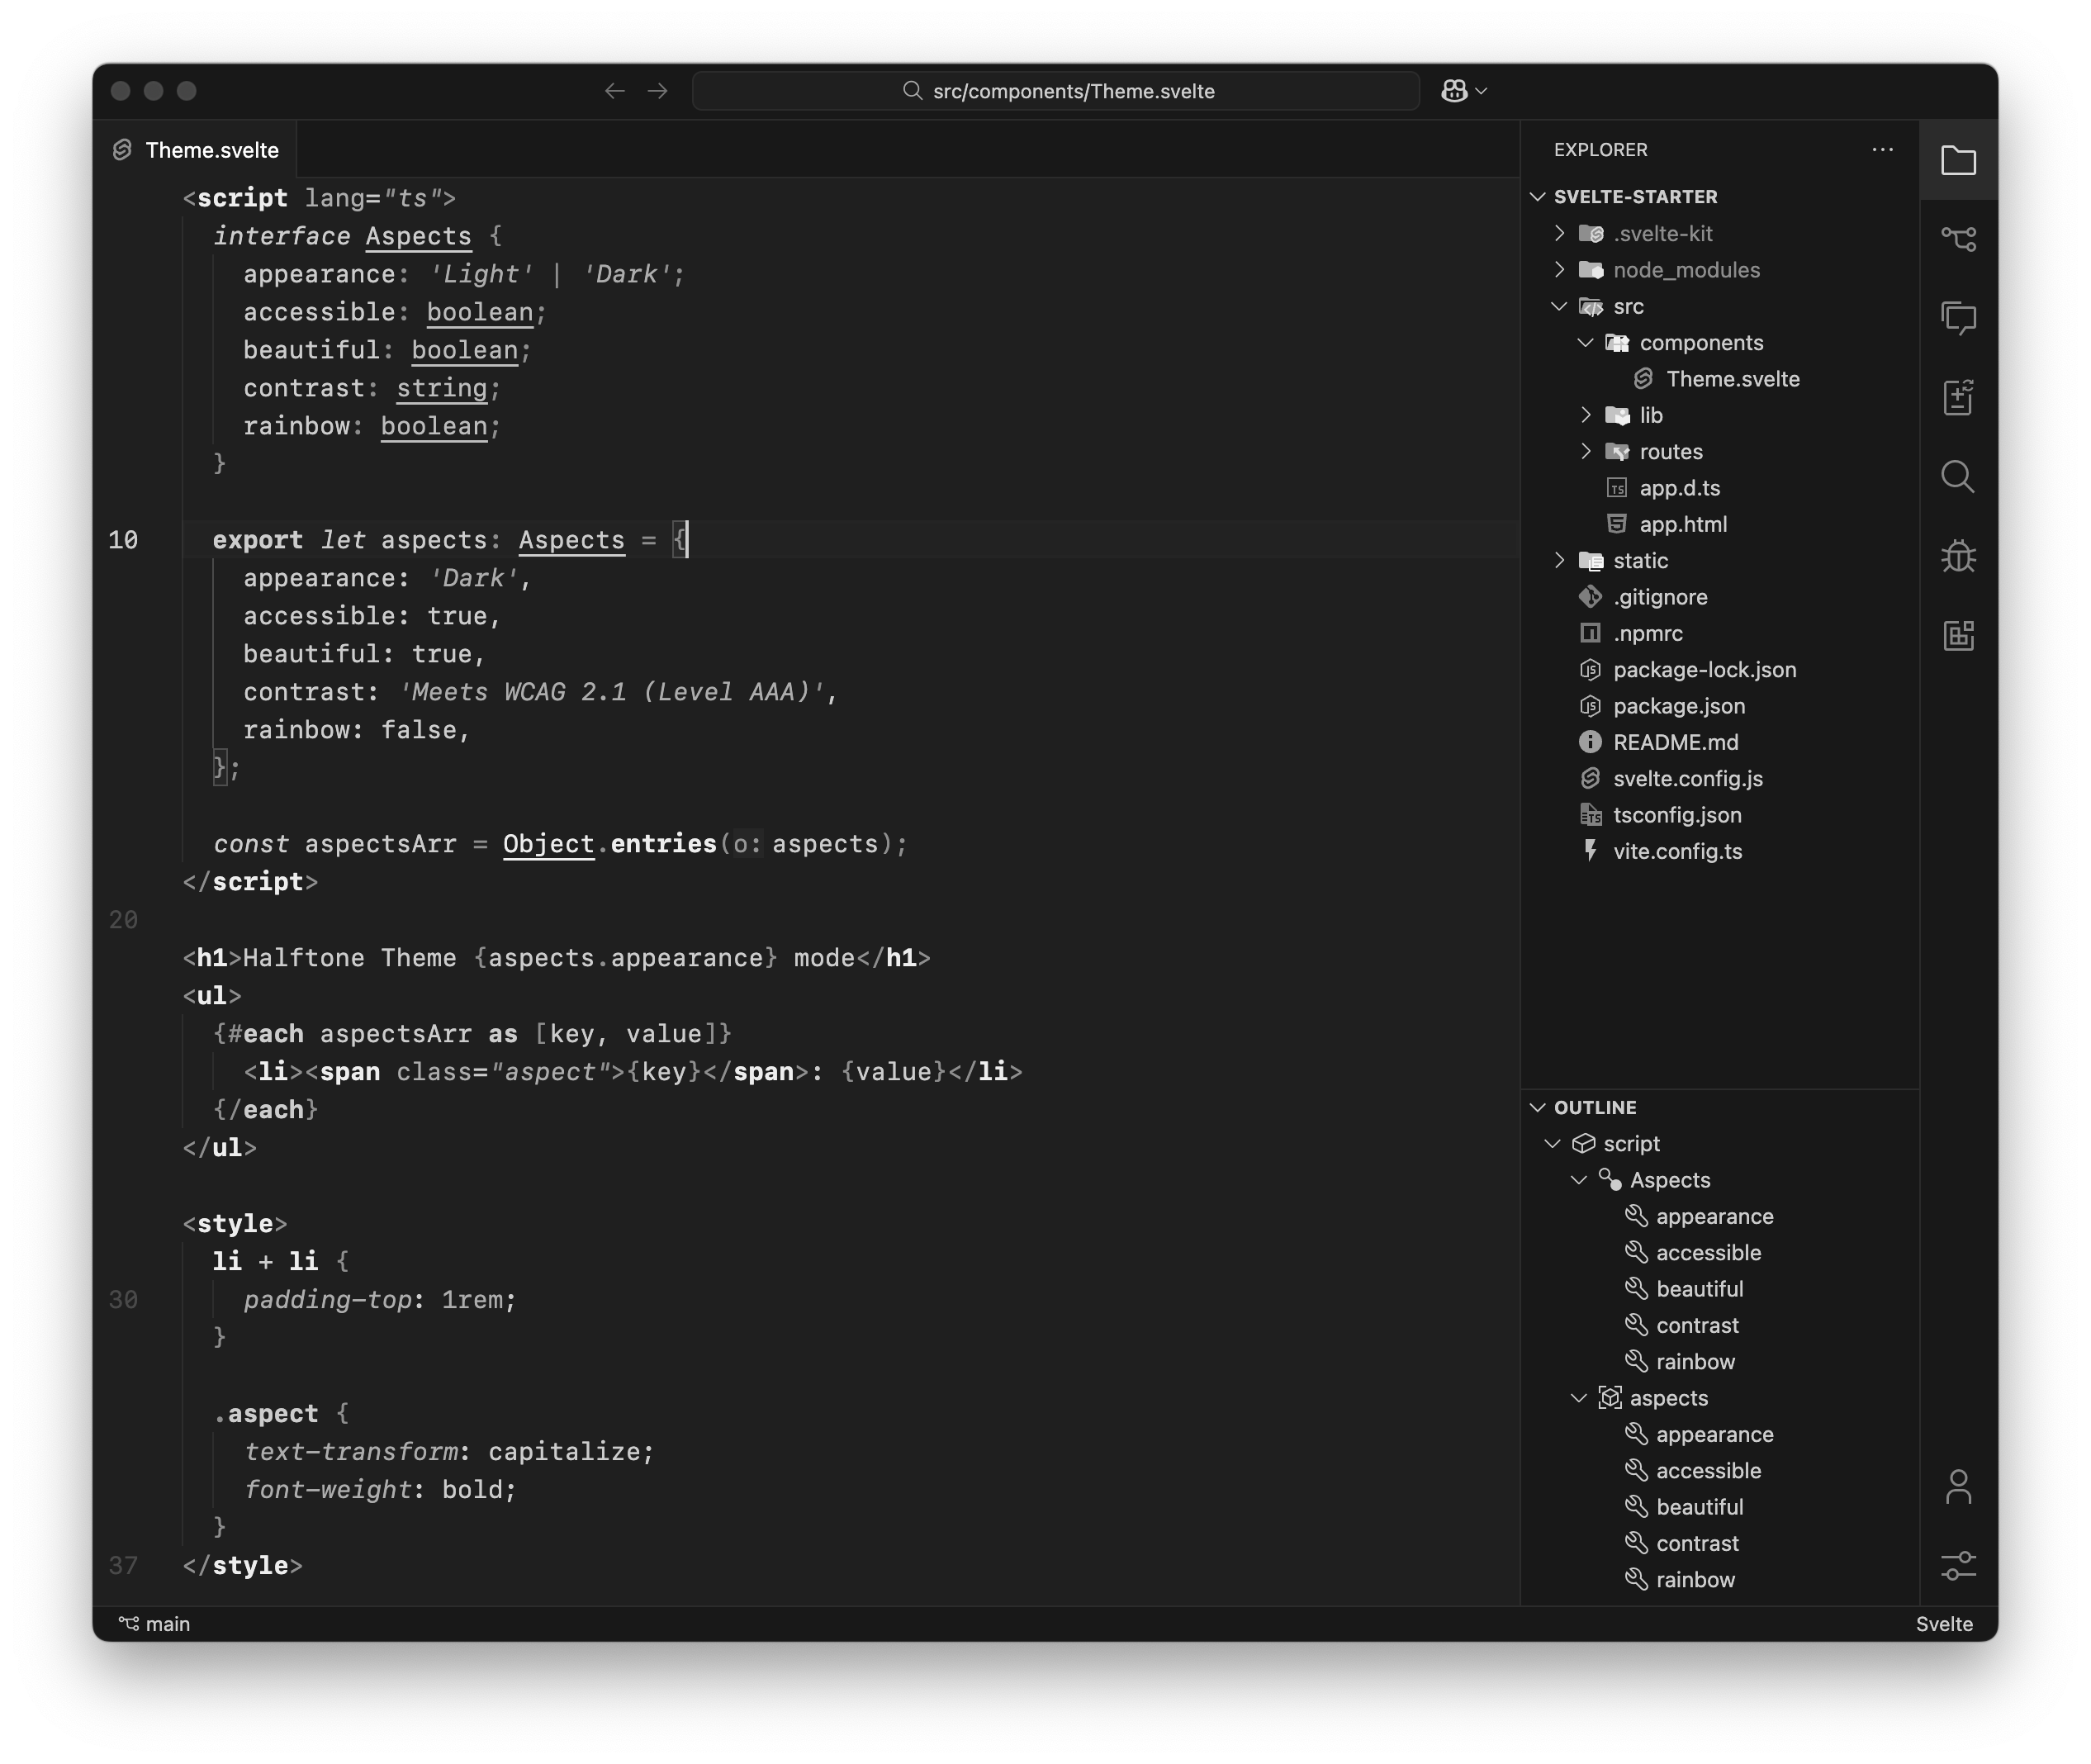 src/components/Theme.svelte
Theme.svelte
<script lang="ts">
interface Aspects {
appearance: 'Light' | 'Dark';
accessible: boolean;
beautiful: boolean;
contrast: string;
rainbow: boolean;
}
10 export let aspects: Aspects = {
appearance: 'Dark',
accessible: true,
beautiful: true,
contrast: 'Meets WCAG 2.1 (Level AAA)',
rainbow: false,
};
const aspectsArr = Object.entries(o: aspects);
</script>
20
<h1>Halftone Theme {aspects.appearance} mode</h1>
<ul>
{#each aspectsArr as [key, value]}
<li><span class="aspect">{key}</span>: {value}</li>
{/each}
</ul>
<style>
li + li {
30 padding-top: 1rem;
}
.aspect {
text-transform: capitalize;
font-weight: bold;
}
37 </style>
EXPLORER
SVELTE-STARTER
.svelte-kit
node_modules
src
components
Theme.svelte
lib
routes
TS app.d.ts
app.html
static
.gitignore
.npmrc
JS package-lock.json
JS package.json
README.md
svelte.config.js
TS tsconfig.json
vite.config.ts
OUTLINE
script
Aspects
appearance
accessible
beautiful
contrast
rainbow
aspects
appearance
accessible
beautiful
contrast
rainbow
main
Svelte